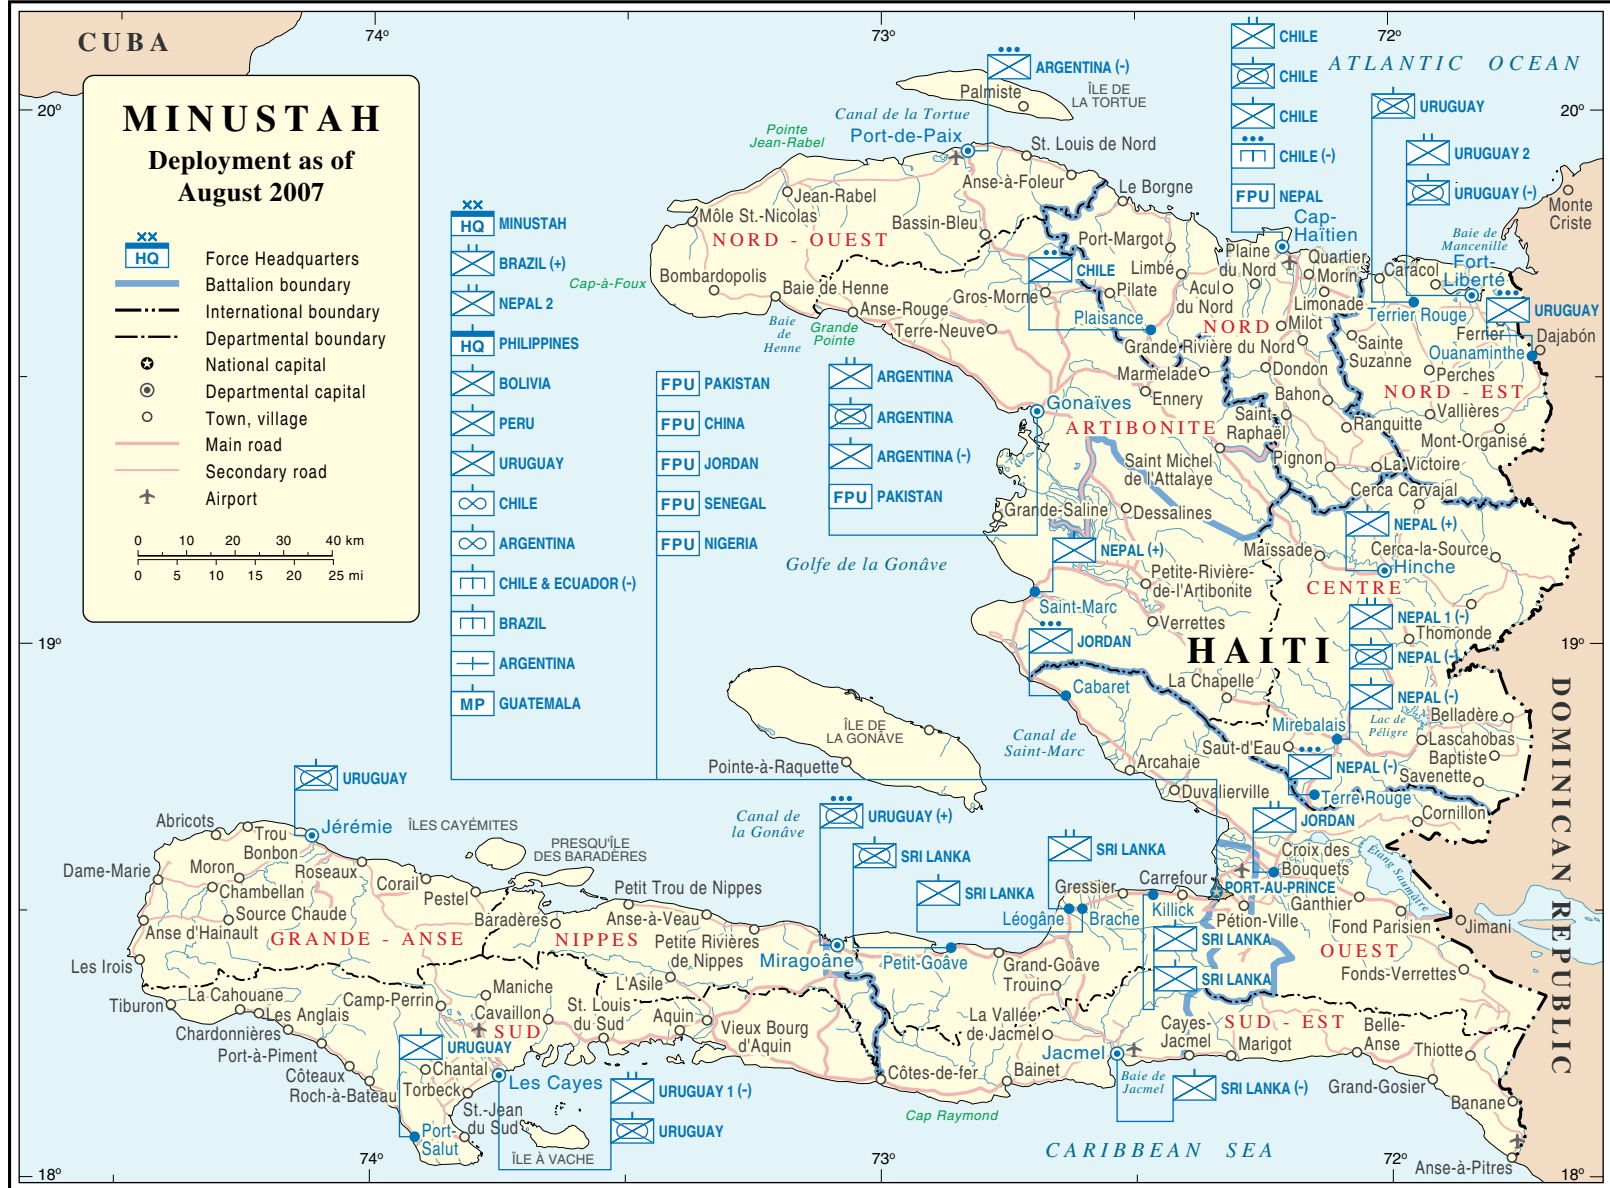 CUBA
74°
73°
72°
20°
20°
19°
19°
18°
18°
74°
73°
72°
MINUSTAH
Deployment as of
August 2007
HQ
Force Headquarters
Battalion boundary
International boundary
Departmental boundary
National capital
Departmental capital
Town, village
Main road
Secondary road
Airport
0 10 20 30 40 km
0 5 10 15 20 25 mi
HQ MINUSTAH
BRAZIL (+)
NEPAL 2
HQ PHILIPPINES
BOLIVIA
PERU
URUGUAY
CHILE
ARGENTINA
CHILE & ECUADOR (-)
BRAZIL
ARGENTINA
MP GUATEMALA
FPU PAKISTAN
FPU CHINA
FPU JORDAN
FPU SENEGAL
FPU NIGERIA
ARGENTINA
ARGENTINA
ARGENTINA (-)
FPU PAKISTAN
ARGENTINA (-)
CHILE
CHILE
CHILE
CHILE (-)
FPU NEPAL
ATLANTIC OCEAN
URUGUAY
URUGUAY 2
URUGUAY (-)
URUGUAY
CHILE
Palmiste
ÎLE DE
LA TORTUE
Canal de la Tortue
Port-de-Paix
Pointe
Jean-Rabel
St. Louis de Nord
Anse-à-Foleur
Le Borgne
Jean-Rabel
Môle St.-Nicolas
Bassin-Bleu
NORD - OUEST
Port-Margot
Cap-
Haïtien
Plaine
du Nord
Quartier
Morin
Caracol
Baie de
Mancenille
Fort-
Liberté
Monte
Criste
Bombardopolis
Cap-à-Foux
Baie de Henne
Anse-Rouge
Gros-Morne
Pilate
Limbé
Acul
du Nord
Limonade
Terrier Rouge
Ferrier
Dajabón
Baie
de
Henne
Grande
Pointe
Terre-Neuve
Plaisance
NORD
Milot
Grande Rivière du Nord
Sainte
Suzanne
Ouanaminthe
Perches
Marmelade
Dondon
Ennery
Bahon
NORD - EST
Vallières
Gonaïves
ARTIBONITE
Saint-
Raphaël
Ranquitte
Mont-Organisé
Saint Michel
de l'Attalaye
Pignon
La Victoire
Cerca Carvajal
Grande-Saline
Dessalines
NEPAL (+)
NEPAL (+)
Maïssade
Cerca-la-Source
Hinche
Golfe de la Gonâve
Petite-Rivière-
de-l'Artibonite
Saint-Marc
CENTRE
Verrettes
NEPAL 1 (-)
Thomonde
NEPAL (-)
NEPAL (-)
HAITI
JORDAN
Cabaret
La Chapelle
Mirebalais
Lac de
Péligre
Belladère
Lascahobas
Baptiste
Savenette
ÎLE DE
LA GONÂVE
Canal de
Saint-Marc
Saut-d'Eau
NEPAL (-)
Terre Rouge
Cornillon
Pointe-à-Raquette
Arcahaie
Duvalierville
JORDAN
DOMINICAN REPUBLIC
URUGUAY
Abricots
Trou
Bonbon
Jérémie
ÎLES CAYÉMITES
PRESQU'ÎLE
DES BARADÈRES
Canal de
la Gonâve
URUGUAY (+)
SRI LANKA
SRI LANKA
SRI LANKA
Croix des
Bouquets
Étang Saumâtre
Dame-Marie
Moron
Roseaux
Chambellan
Corail
Pestel
Petit Trou de Nippes
Gressier
Carrefour
PORT-AU-PRINCE
Ganthier
Source Chaude
Anse d'Hainault
Baradères
Anse-à-Veau
Léogâne
Brache
Killick
Pétion-Ville
Fond Parisien
Jimani
GRANDE - ANSE
NIPPES
Petite Rivières
de Nippes
Miragoâne
Petit-Goâve
SRI LANKA
SRI LANKA
OUEST
Les Irois
L'Asile
Grand-Goâve
Trouin
Fonds-Verrettes
Tiburon
La Cahouane
Les Anglais
Camp-Perrin
Maniche
Cavaillon
St. Louis
du Sud
Aquin
Vieux Bourg
d'Aquin
La Vallée
de Jacmel
Cayes-
Jacmel
SUD - EST
Marigot
Belle-
Anse
Thiotte
Chardonnières
SUD
Port-à-Piment
URUGUAY
Chantal
Jacmel
Côteaux
Roch-à-Bateau
Torbeck
Les Cayes
URUGUAY 1 (-)
Côtes-de-fer
Bainet
Baie de
Jacmel
SRI LANKA (-)
Grand-Gosier
Banane
St.-Jean
du Sud
URUGUAY
Cap Raymond
Port-
Salut
ÎLE À VACHE
CARIBBEAN SEA
Anse-à-Pitres